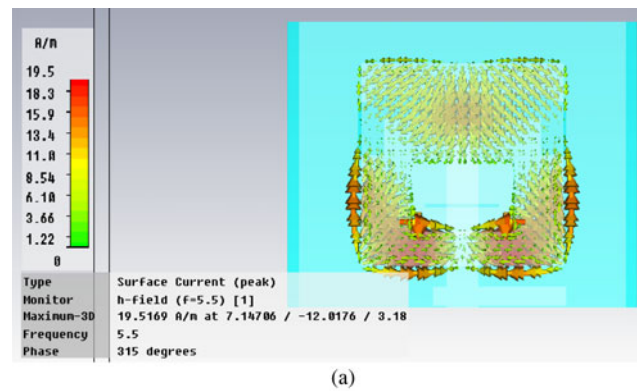 A/m
19.5
18.3
15.9
13.4
11.0
8.54
6.10
3.66
1.22
0
Type Surface Current (peak)
Monitor h-field (f=5.5) [1]
Maximum-3D 19.5169 A/m at 7.14706 / -12.0176 / 3.18
Frequency 5.5
Phase 315 degrees
(a)